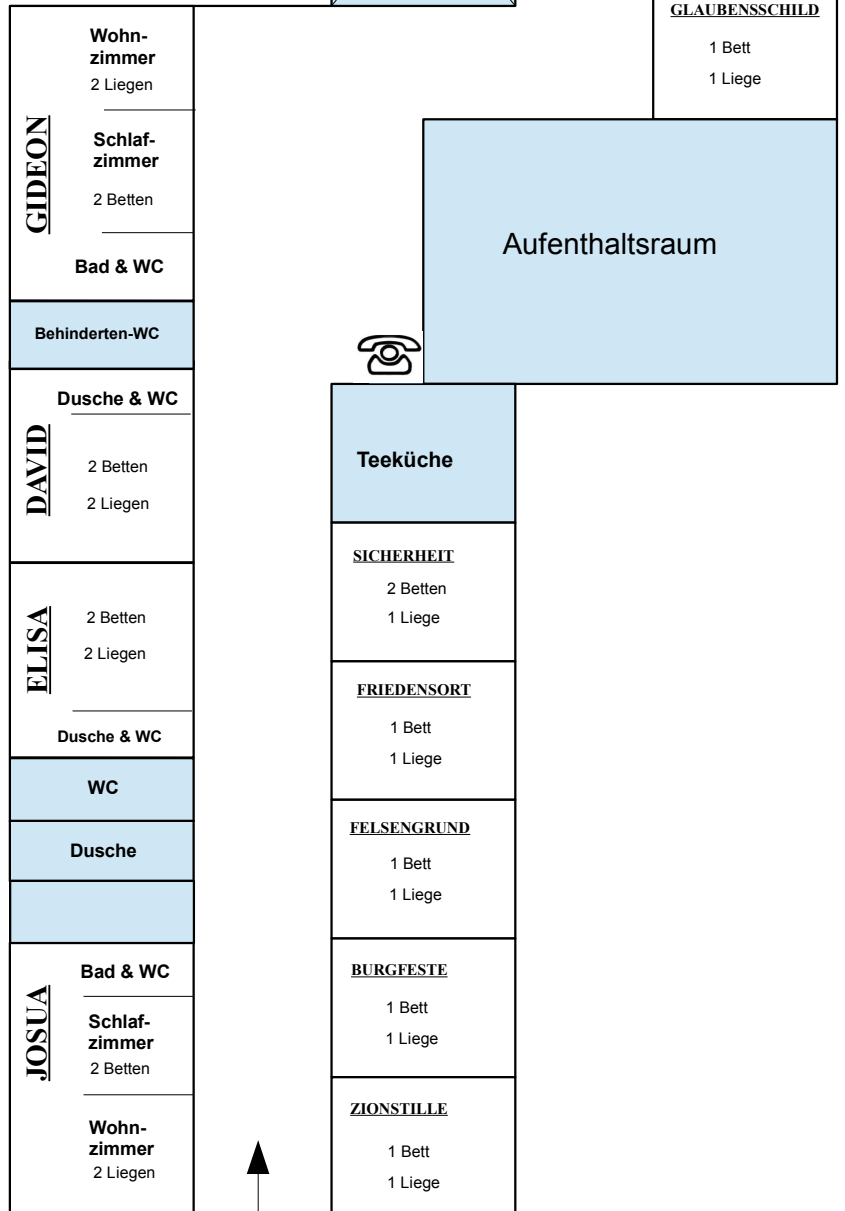 GIDEON
Wohn-
zimmer
2 Liegen
Schlaf-
zimmer
2 Betten
Bad & WC
Behinderten-WC
DAVID
Dusche & WC
2 Betten
2 Liegen
ELISA
2 Betten
2 Liegen
Dusche & WC
WC
Dusche
JOSUA
Bad & WC
Schlaf-
zimmer
2 Betten
Wohn-
zimmer
2 Liegen
GLAUBENSSCHILD
1 Bett
1 Liege
Aufenthaltsraum
Teeküche
SICHERHEIT
2 Betten
1 Liege
FRIEDENSORT
1 Bett
1 Liege
FELSENGRUND
1 Bett
1 Liege
BURGFESTE
1 Bett
1 Liege
ZIONSTILLE
1 Bett
1 Liege